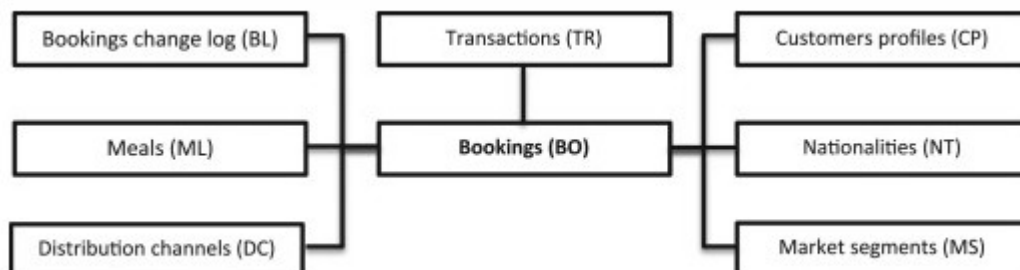 Bookings change log (BL)
Transactions (TR)
Customers profiles (CP)
Meals (ML)
Bookings (BO)
Nationalities (NT)
Distribution channels (DC)
Market segments (MS)